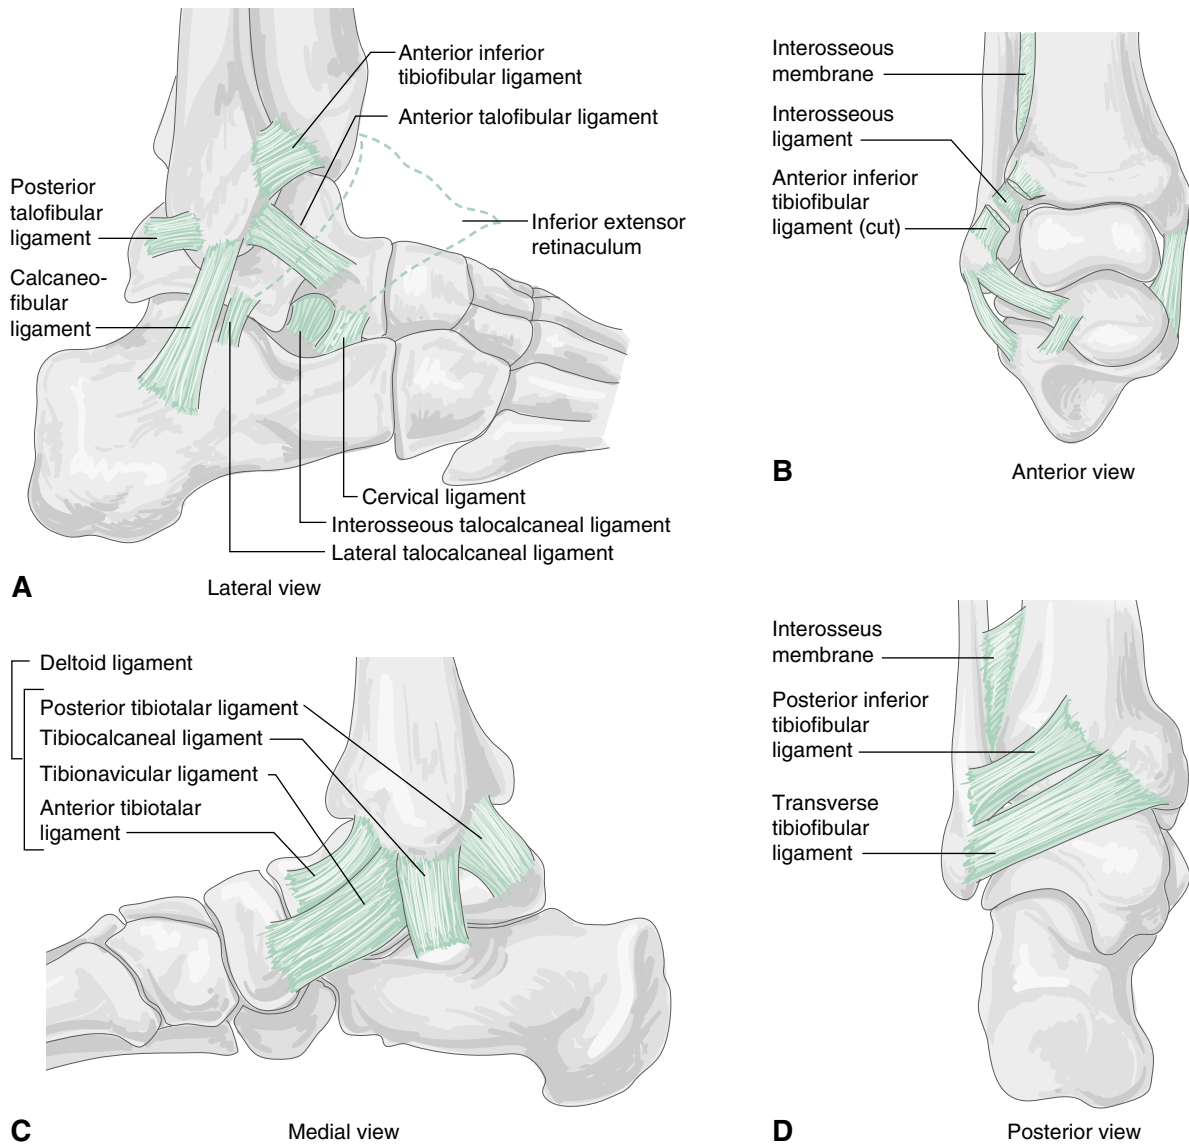 Anterior inferior
tibiofibular ligament
Anterior talofibular ligament
Posterior
talofibular
ligament
Inferior extensor
retinaculum
Calcaneo-
fibular
ligament
Cervical ligament
Interosseous talocalcaneal ligament
Lateral talocalcaneal ligament
A
Lateral view
Interosseous
membrane
Interosseous
ligament
Anterior inferior
tibiofibular
ligament (cut)
B
Anterior view
Deltoid ligament
Posterior tibiotalar ligament
Tibiocalcaneal ligament
Tibionavicular ligament
Anterior tibiotalar
ligament
C
Medial view
Interosseus
membrane
Posterior inferior
tibiofibular
ligament
Transverse
tibiofibular
ligament
D
Posterior view